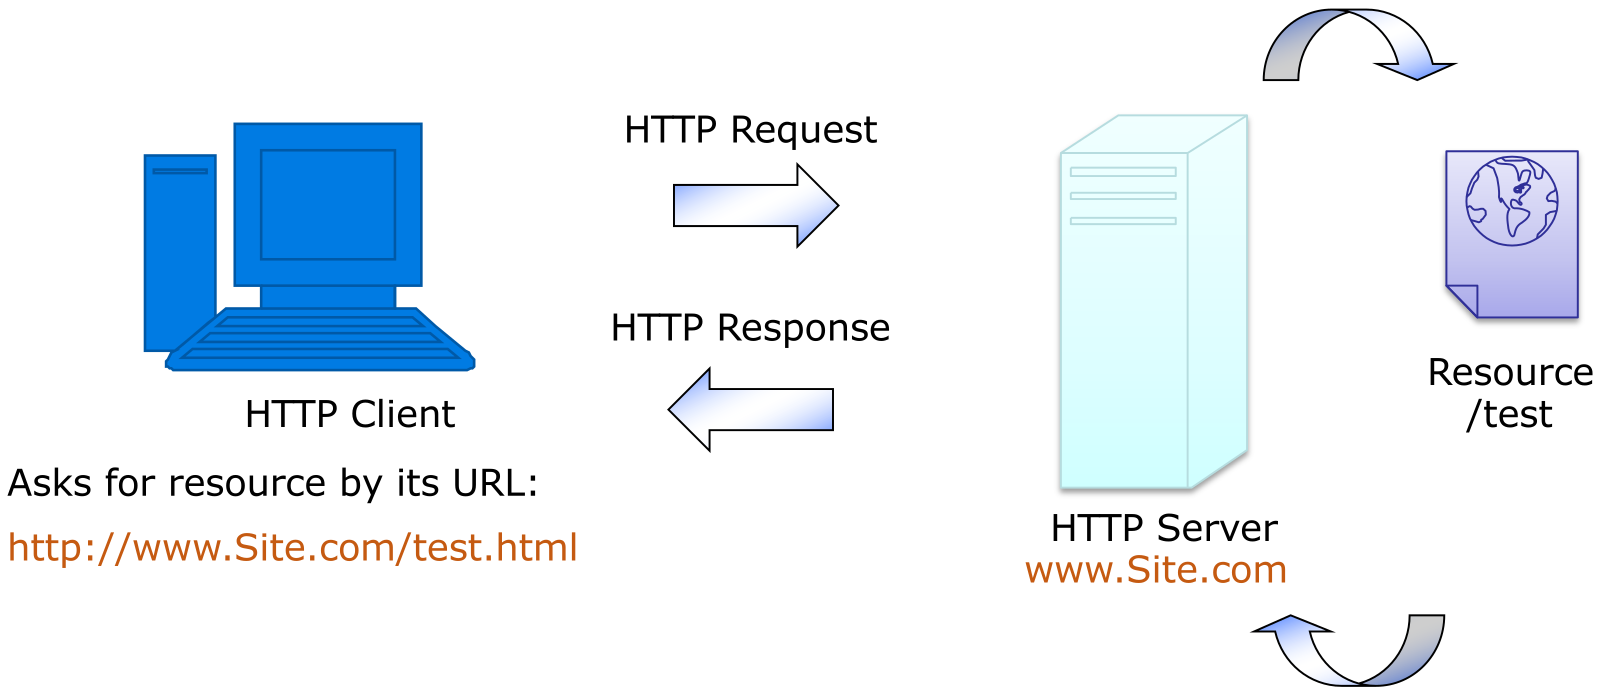 HTTP Request
HTTP Response
HTTP Client
Asks for resource by its URL:
http://www.Site.com/test.html
HTTP Server
www.Site.com
Resource
/test